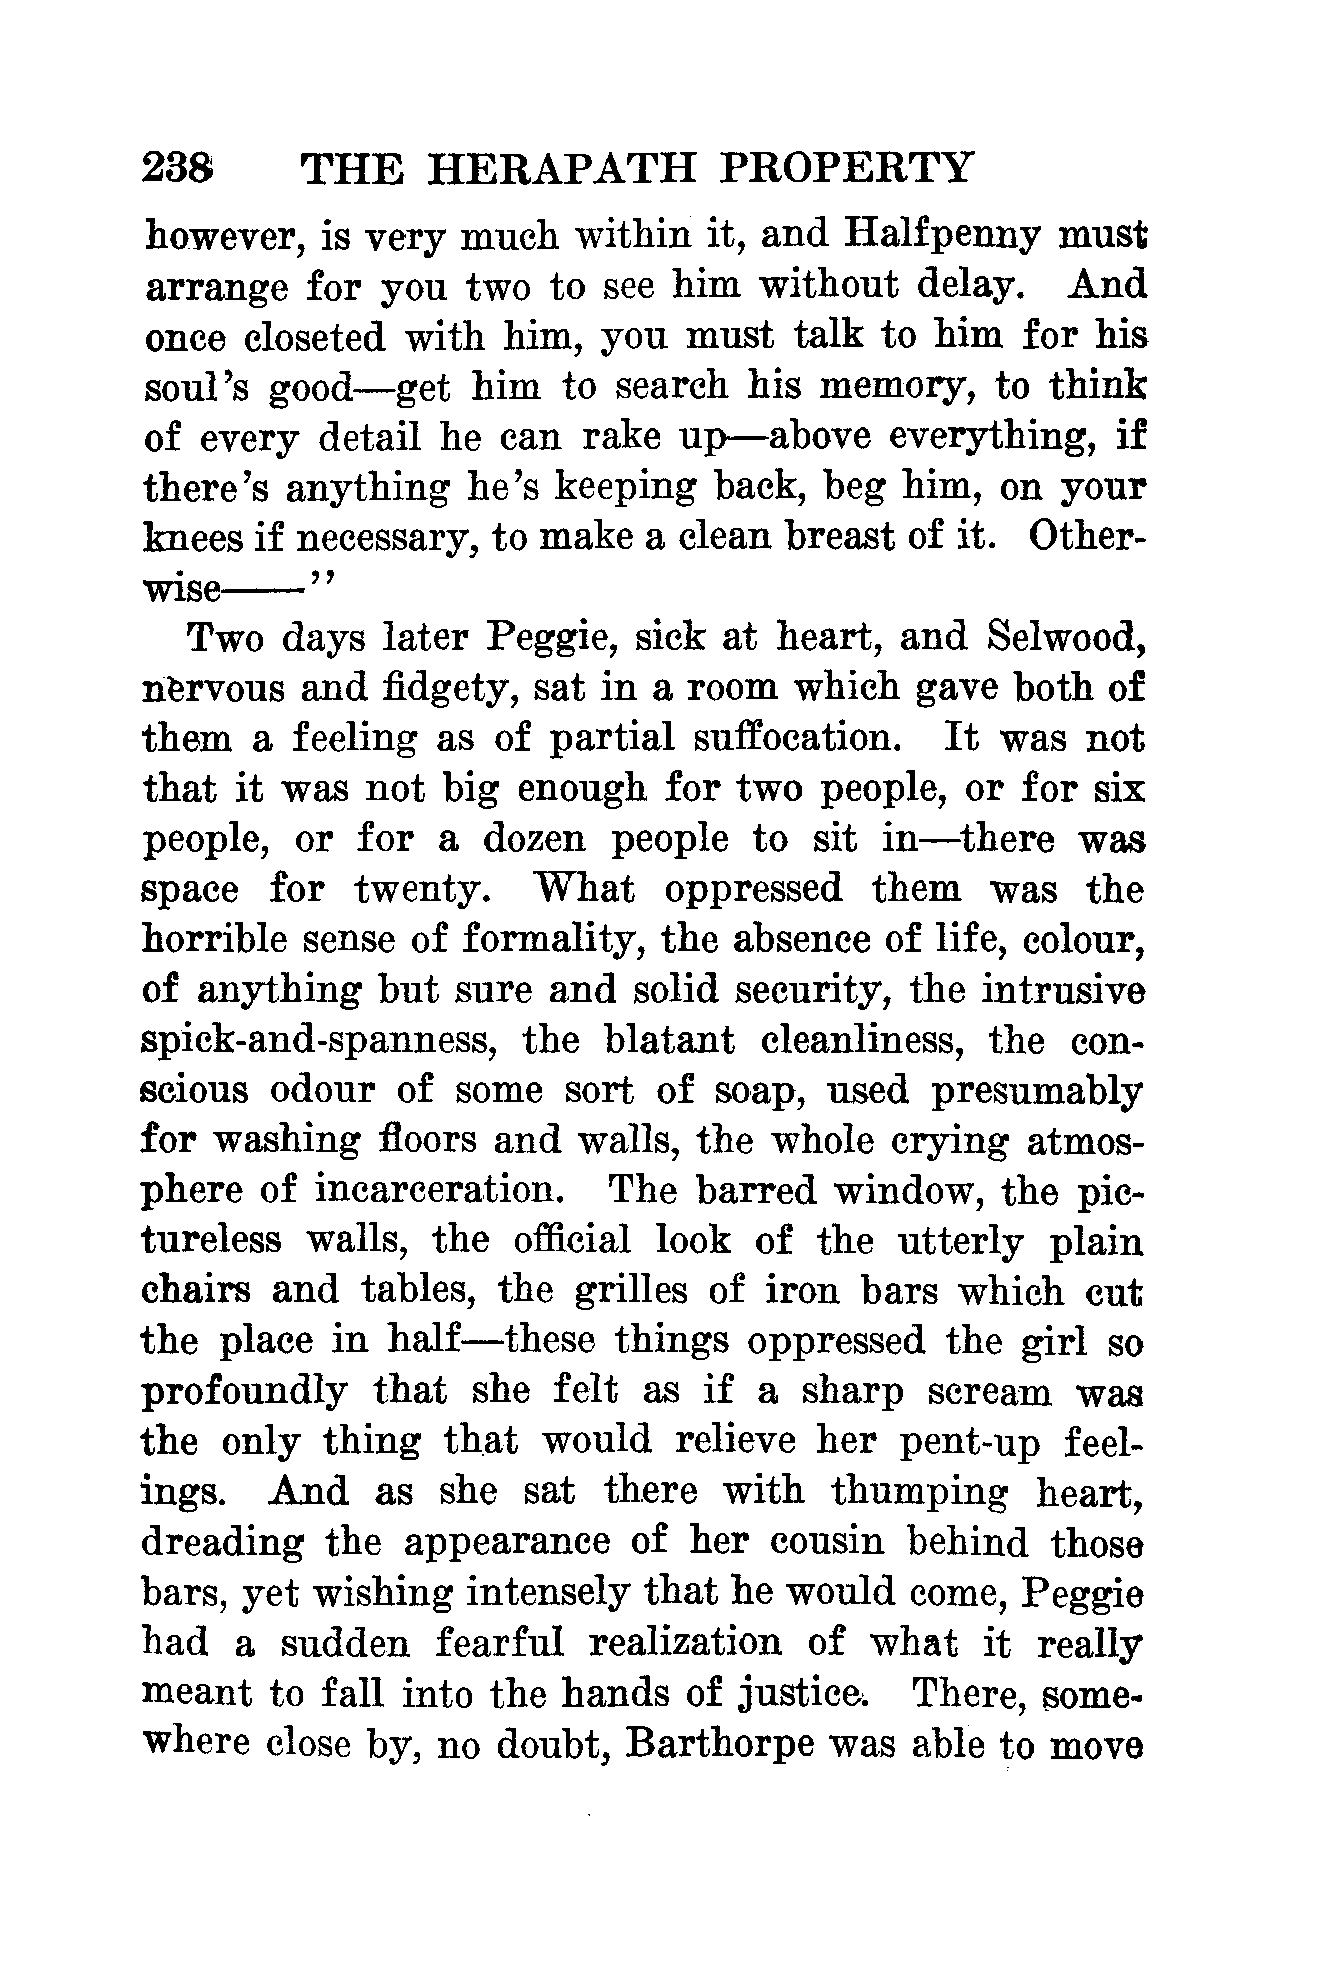 238 THE HERAPATH PROPERTY
however, is very much within it, and Halfpenny must
arrange for you two to see him without delay. And
once closeted with him, you must talk to him for his
soul's good—get him to search his memory, to think
of every detail he can rake up—above everything, if
there's anything he's keeping back, beg him, on your
knees if necessary, to make a clean breast of it. Other-
wise——"
Two days later Peggie, sick at heart, and Selwood,
nervous and fidgety, sat in a room which gave both of
them a feeling as of partial suffocation. It was not
that it was not big enough for two people, or for six
people, or for a dozen people to sit in—there was
space for twenty. What oppressed them was the
horrible sense of formality, the absence of life, colour,
of anything but sure and solid security, the intrusive
spick-and-spanness, the blatant cleanliness, the con-
scious odour of some sort of soap, used presumably
for washing floors and walls, the whole crying atmos-
phere of incarceration. The barred window, the pic-
tureless walls, the official look of the utterly plain
chairs and tables, the grilles of iron bars which cut
the place in half—these things oppressed the girl so
profoundly that she felt as if a sharp scream was
the only thing that would relieve her pent-up feel-
ings. And as she sat there with thumping heart,
dreading the appearance of her cousin behind those
bars, yet wishing intensely that he would come, Peggie
had a sudden fearful realization of what it really
meant to fall into the hands of justice. There, some-
where close by, no doubt, Barthorpe was able to move